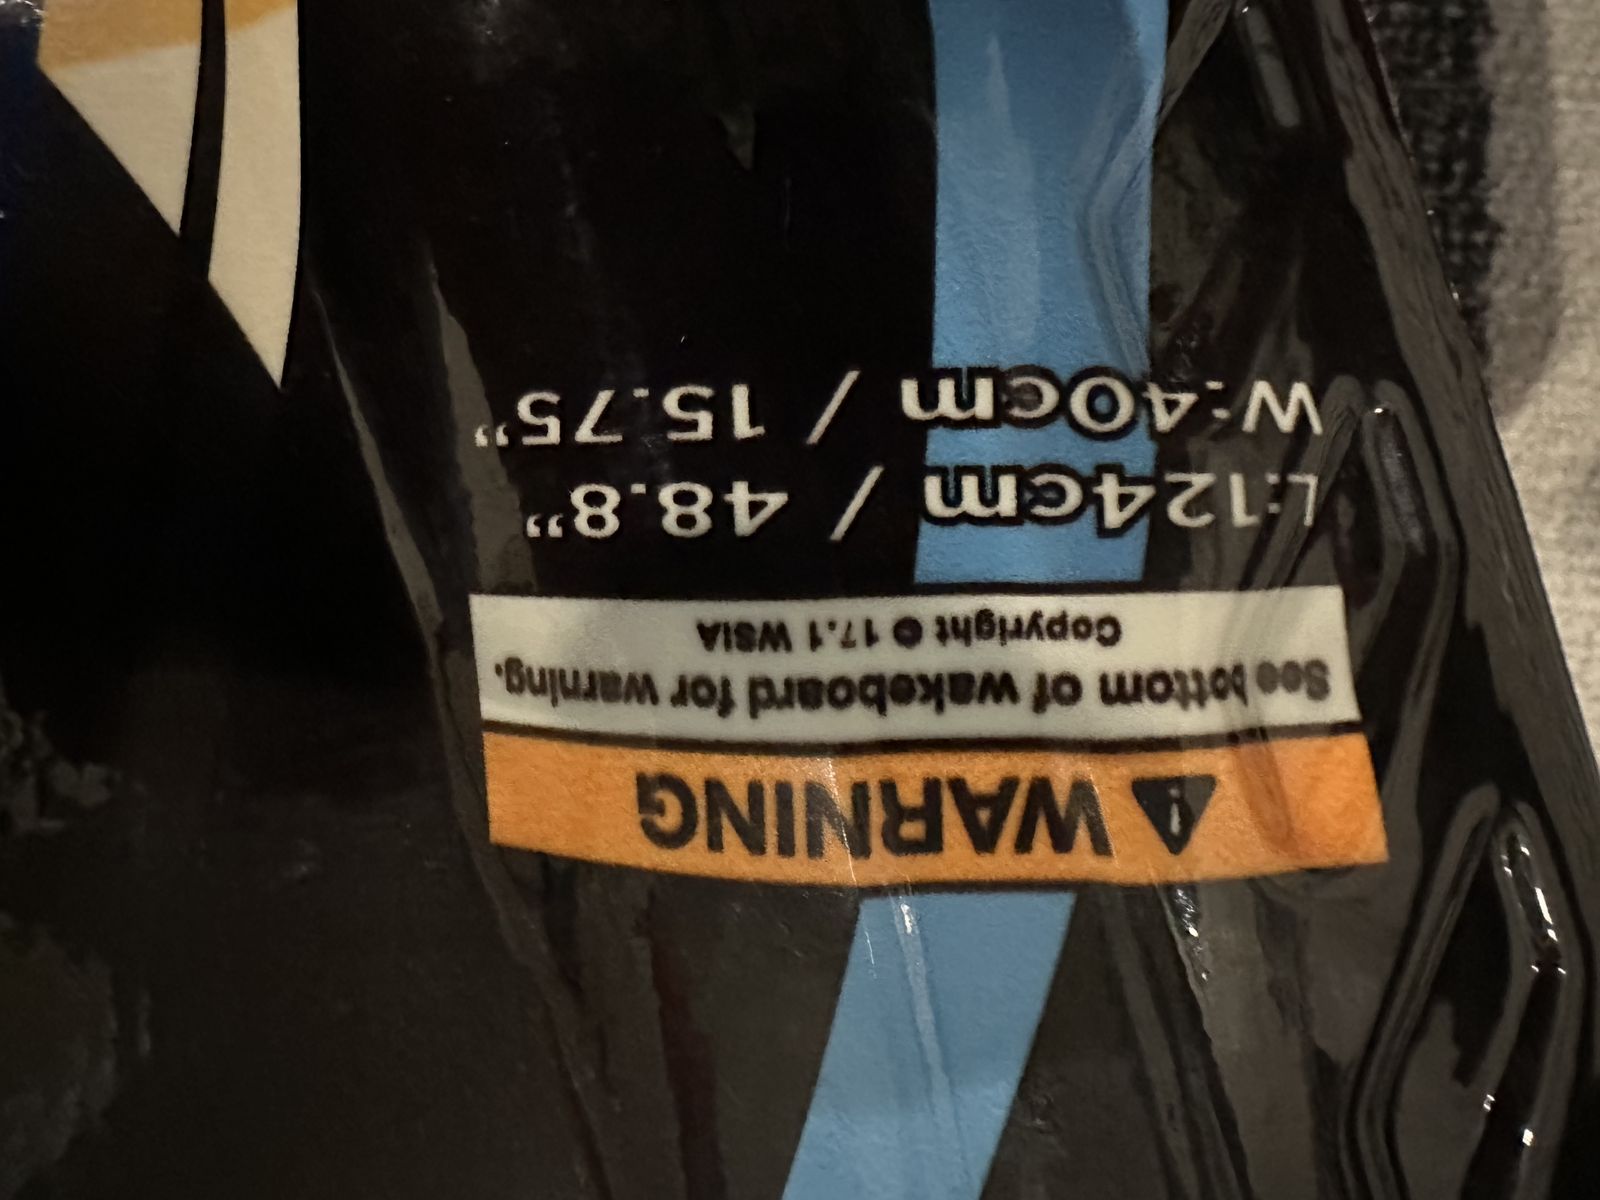 ⚠ WARNING
See bottom of wakeboard for warning.
Copyright © 17.1 WSIA
L:124cm / 48.8”
W:40cm / 15.75”